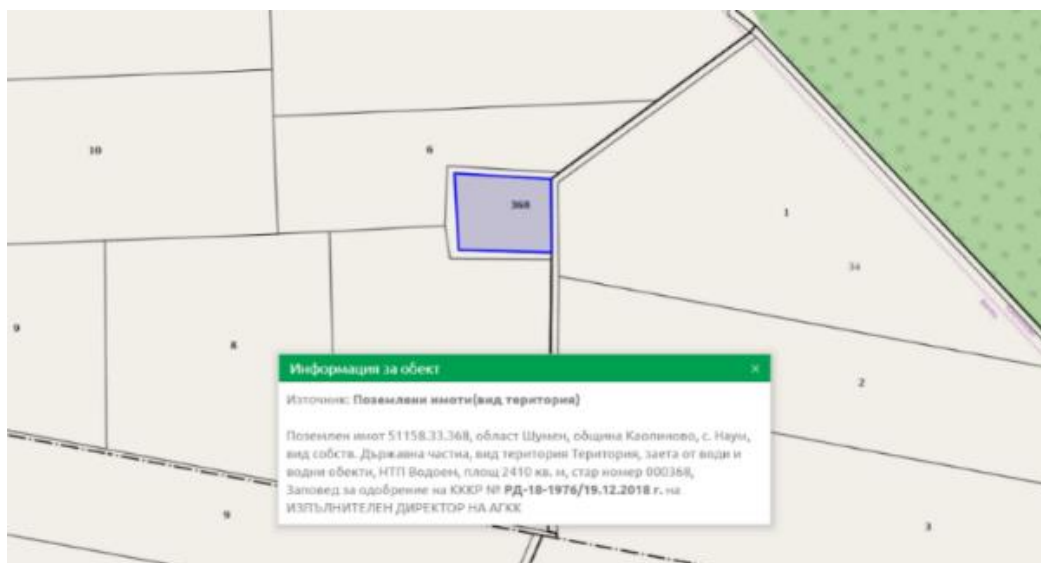 10
6
368
1
34
9
8
2
Информация за обект ×
Източник: Поземлени имоти(вид територия)
Поземлен имот 51158.33.368, област Шумен, община Каолиново, с. Наум,
вид собств. Държавна частна, вид територия Територия, заета от води и
водни обекти, НТП Водоем, площ 2410 кв. м, стар номер 000368,
Заповед за одобрение на КККР № РД-18-1976/19.12.2018 г. на
ИЗПЪЛНИТЕЛЕН ДИРЕКТОР НА АГКК
9
3